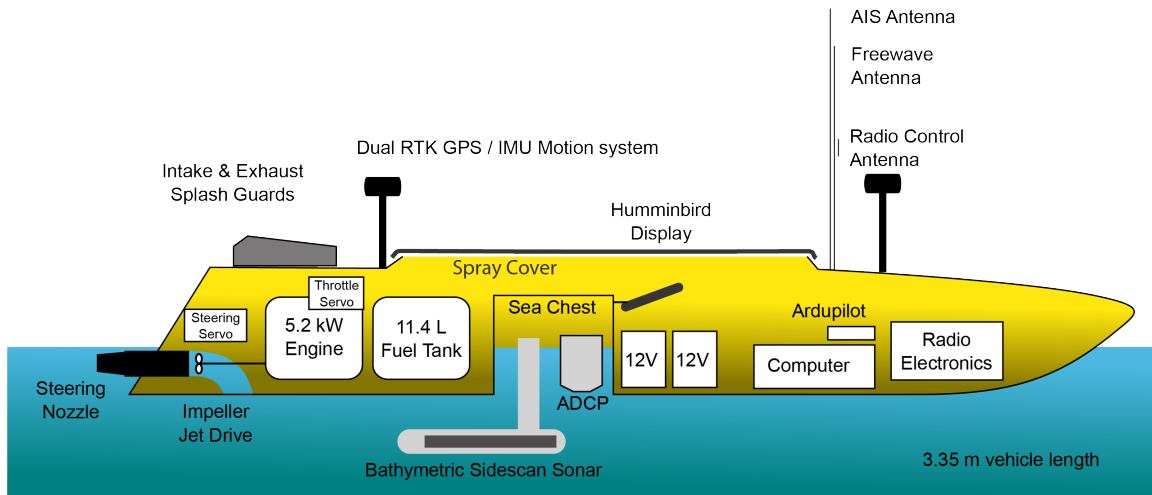 AIS Antenna
Freewave
Antenna
Radio Control
Antenna
Dual RTK GPS / IMU Motion system
Intake & Exhaust
Splash Guards
Humminbird
Display
Spray Cover
Throttle
Servo
Sea Chest
Steering
Servo
5.2 kW
Engine
11.4 L
Fuel Tank
Ardupilot
12V
12V
Computer
Radio
Electronics
Steering
Nozzle
Impeller
Jet Drive
ADCP
Bathymetric Sidescan Sonar
3.35 m vehicle length